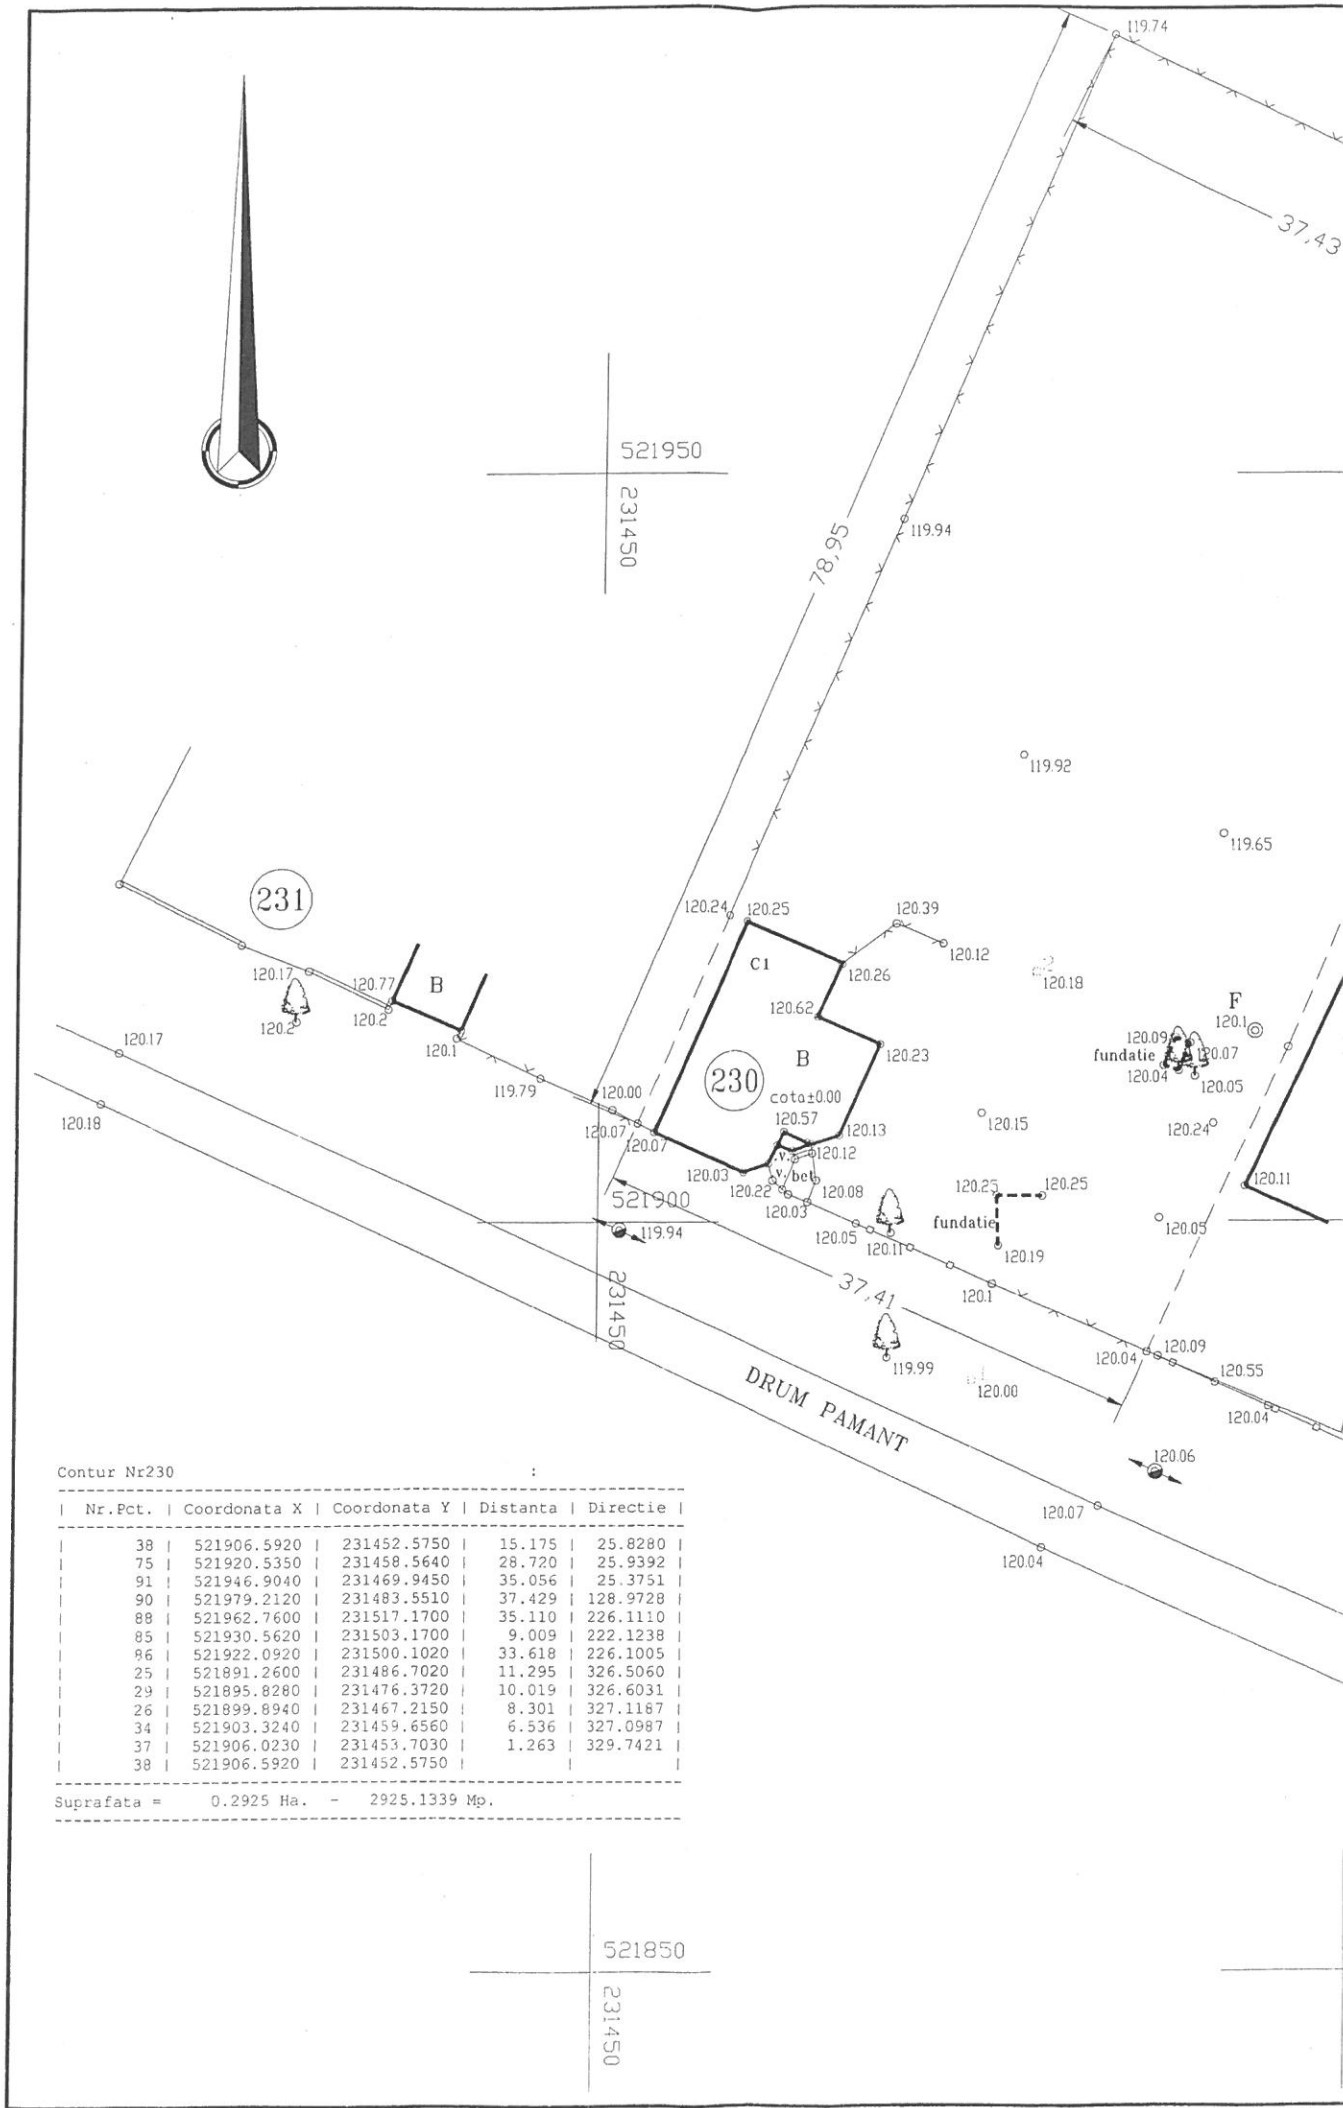 119.74
37,43
521950
231450
78,95
119.94
119.92
119.65
231
120.24
120.25
120.39
120.12
C1
120.26
120.18
120.17
120.77
B
120.2
120.2
120.1
120.62
F
120.1
120.17
120.23
B
120.09
120.07
fundatie
120.04
120.05
119.79
230
cota±0.00
120.00
120.57
120.18
120.07
120.07
120.13
120.15
120.24
120.12
.v.
120.03
v.
bet
120.11
120.22
120.08
120.25
120.25
521900
120.03
fundatie
120.05
119.94
120.05
120.11
120.19
231450
37,41
120.1
120.04
120.09
119.99
120.55
120.00
120.04
DRUM PAMANT
120.06
120.07
120.04
Contur Nr230 :
| Nr.Pct. | Coordonata X | Coordonata Y | Distanta | Directie |
| 38 | 521906.5920 | 231452.5750 | 15.175 | 25.8280 |
| 75 | 521920.5350 | 231458.5640 | 28.720 | 25.9392 |
| 91 | 521946.9040 | 231469.9450 | 35.056 | 25.3751 |
| 90 | 521979.2120 | 231483.5510 | 37.429 | 128.9728 |
| 88 | 521962.7600 | 231517.1700 | 35.110 | 226.1110 |
| 85 | 521930.5620 | 231503.1700 | 9.009 | 222.1238 |
| 86 | 521922.0920 | 231500.1020 | 33.618 | 226.1005 |
| 25 | 521891.2600 | 231486.7020 | 11.295 | 326.5060 |
| 29 | 521895.8280 | 231476.3720 | 10.019 | 326.6031 |
| 26 | 521899.8940 | 231467.2150 | 8.301 | 327.1187 |
| 34 | 521903.3240 | 231459.6560 | 6.536 | 327.0987 |
| 37 | 521906.0230 | 231453.7030 | 1.263 | 329.7421 |
| 38 | 521906.5920 | 231452.5750 | | |
Suprafata = 0.2925 Ha. - 2925.1339 Mp.
521850
231450